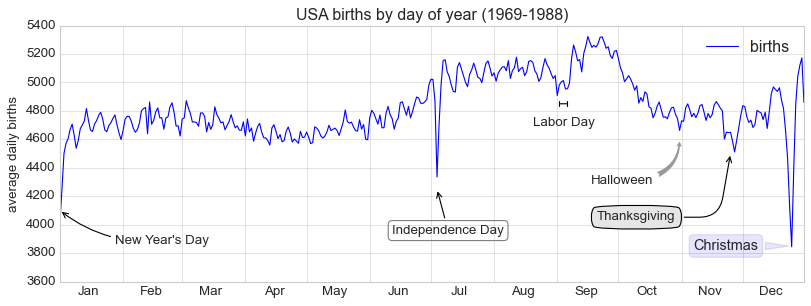 USA births by day of year (1969-1988)
average daily births
5400
5200
5000
4800
4600
4400
4200
4000
3800
3600
births
Labor Day
Halloween
Thanksgiving
Independence Day
New Year's Day
Christmas
Jan Feb Mar Apr May Jun Jul Aug Sep Oct Nov Dec